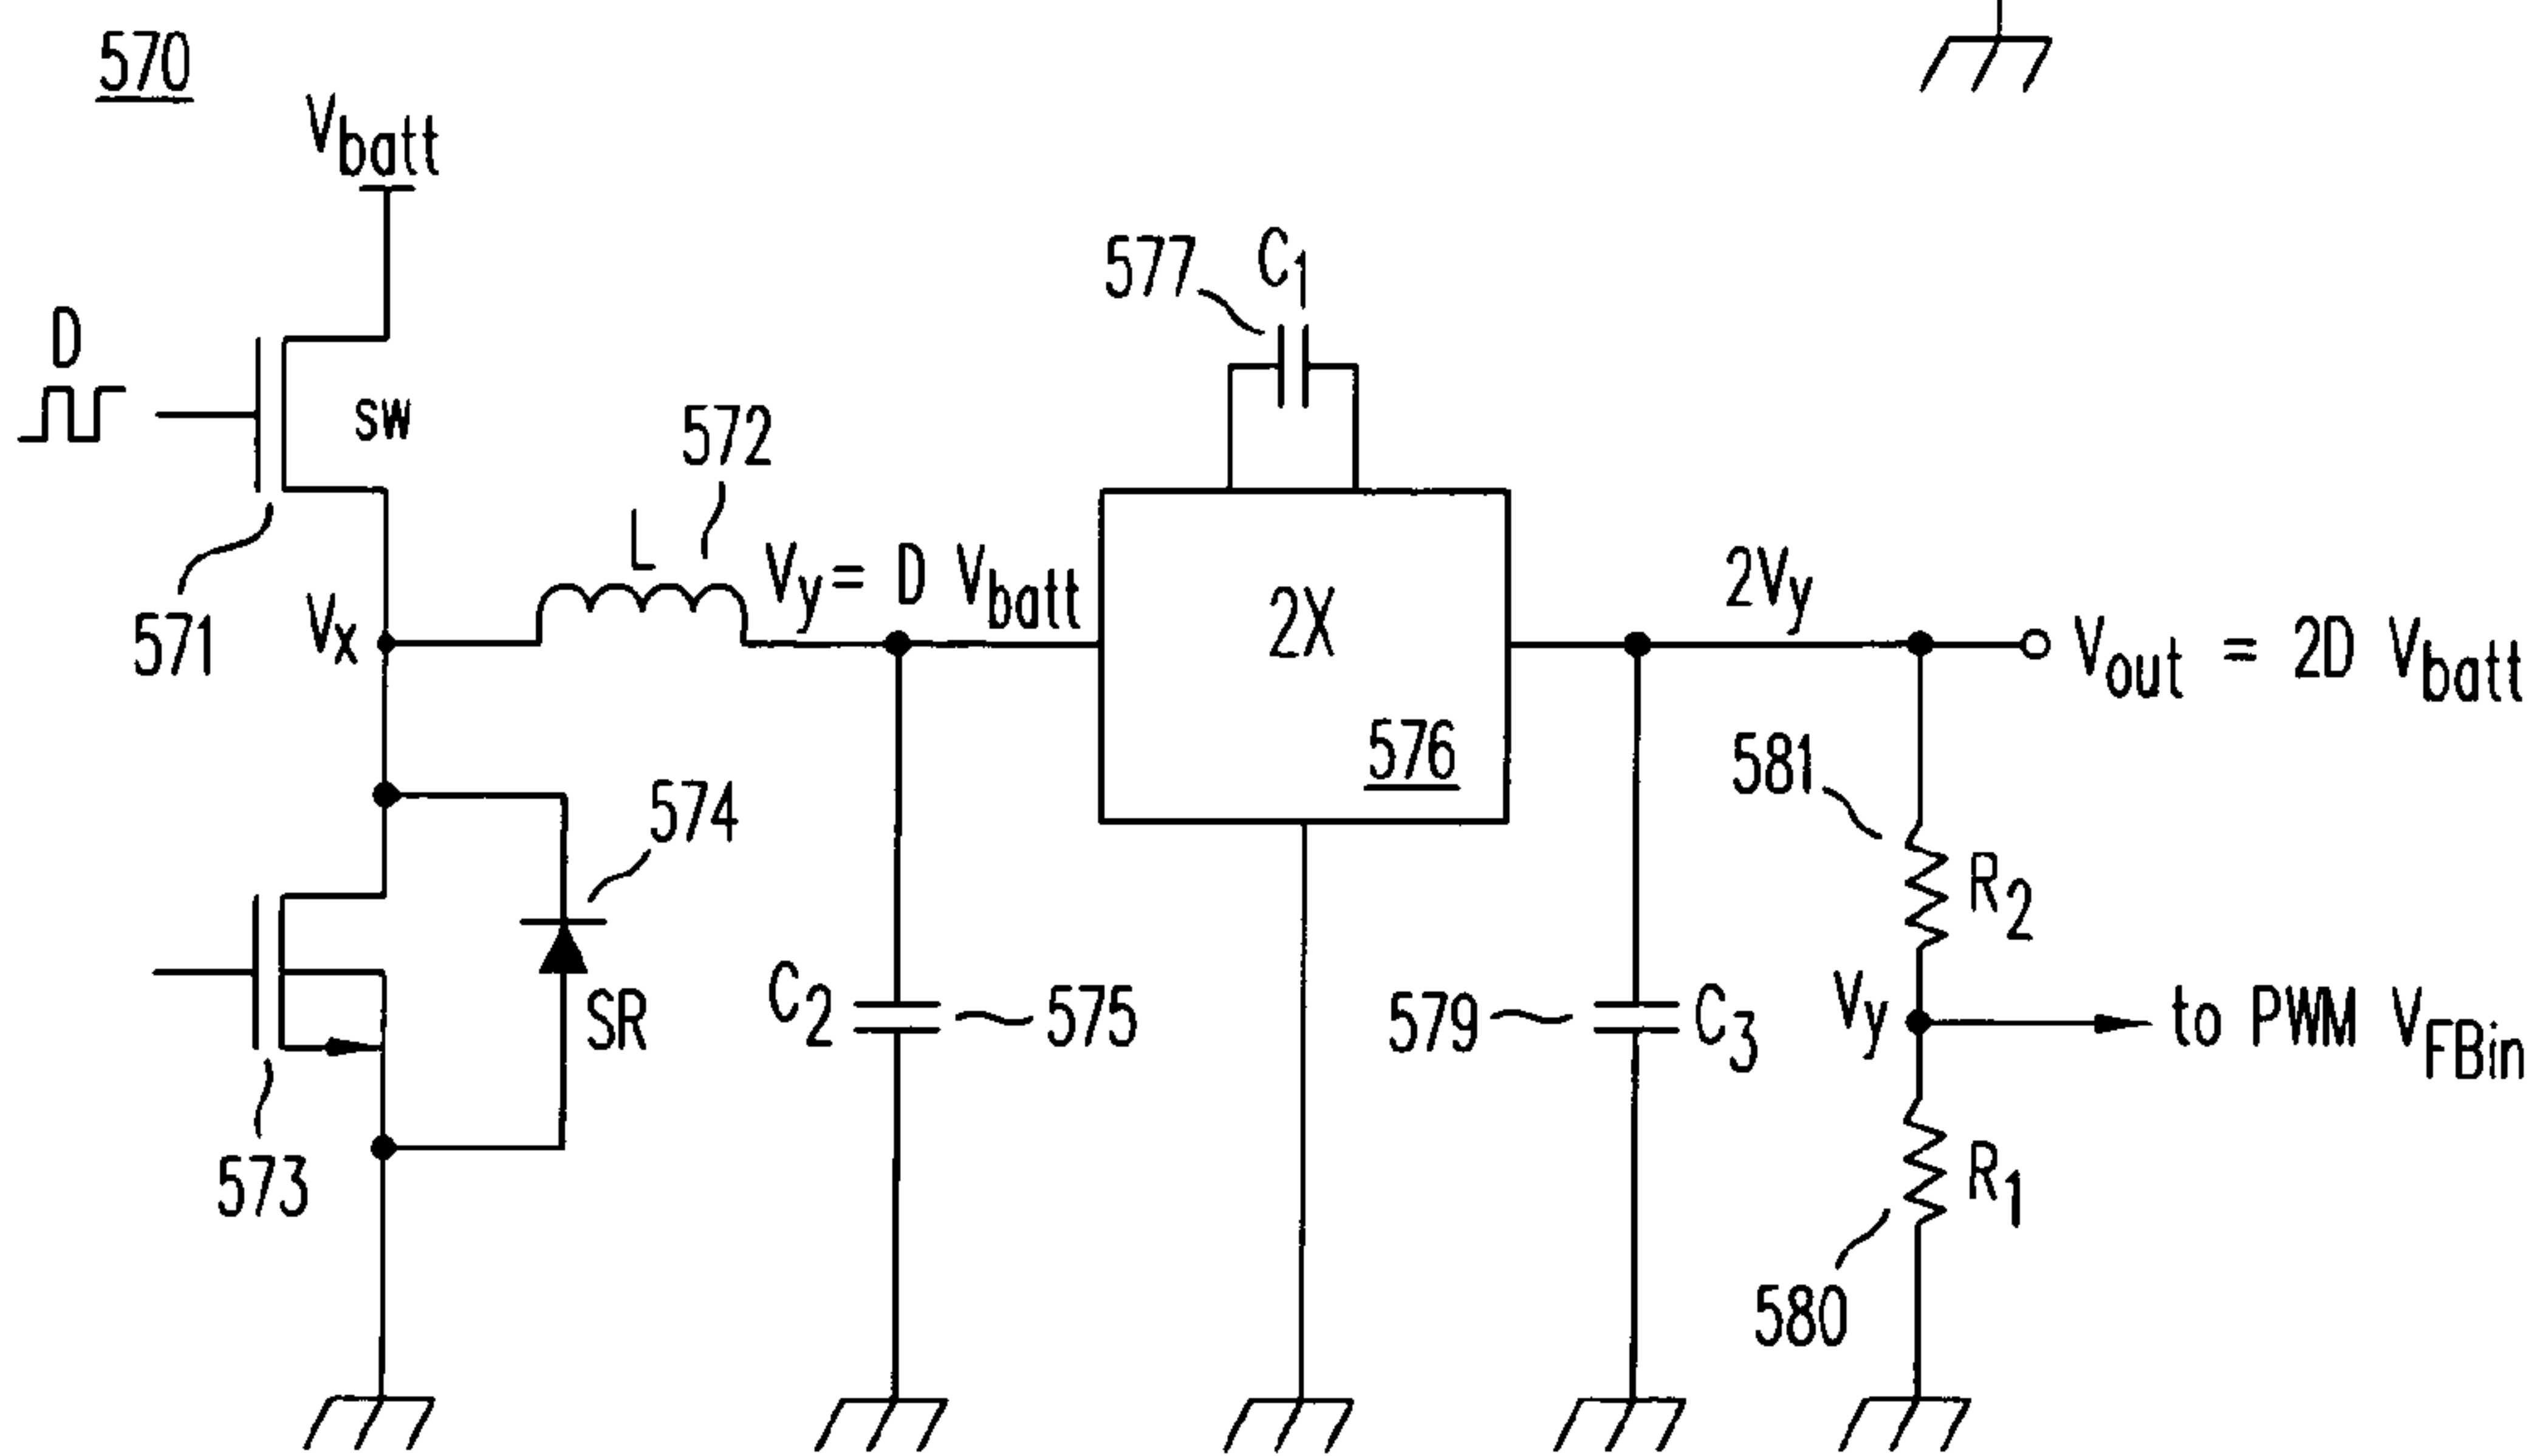 570
Vbatt
D
SW
571
Vx
L
572
Vy = D Vbatt
577
C1
2X
576
2Vy
Vout = 2D Vbatt
581
R2
574
SR
573
C2
575
579
C3
Vy
to PWM VFBin
R1
580